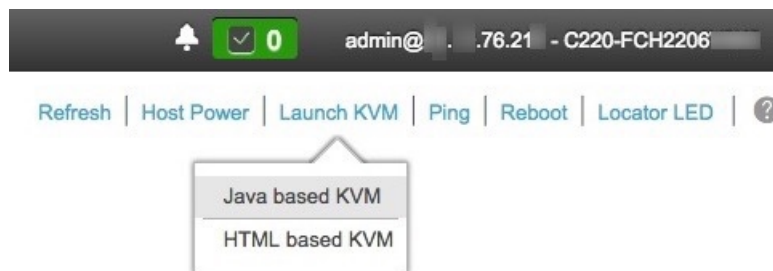 0 admin@ . .76.21 - C220-FCH2206
Refresh | Host Power | Launch KVM | Ping | Reboot | Locator LED | ?
Java based KVM
HTML based KVM